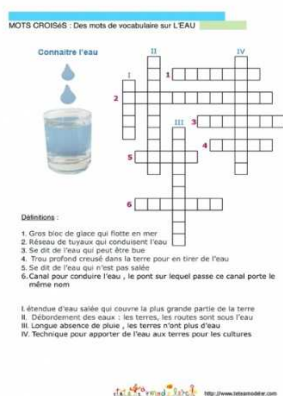 MOTS CROISéS : Des mots de vocabulaire sur L'EAU
Connaitre l'eau
II
IV
I
1
2
III
3
4
5
6
Définitions :
1. Gros bloc de glace qui flotte en mer
2. Réseau de tuyaux qui conduisent l'eau
3. Se dit de l'eau qui peut être bue
4. Trou profond creusé dans la terre pour en tirer de l'eau
5. Se dit de l'eau qui n'est pas salée
6. Canal pour conduire l'eau , le pont sur lequel passe ce canal porte le
même nom
I. étendue d'eau salée qui couvre la plus grande partie de la terre
II. Débordement des eaux : les terres, les routes sont sous l'eau
III. Longue absence de pluie , les terres n'ont plus d'eau
IV. Technique pour apporter de l'eau aux terres pour les cultures
tête à modeler
http://www.teteamodeler.com